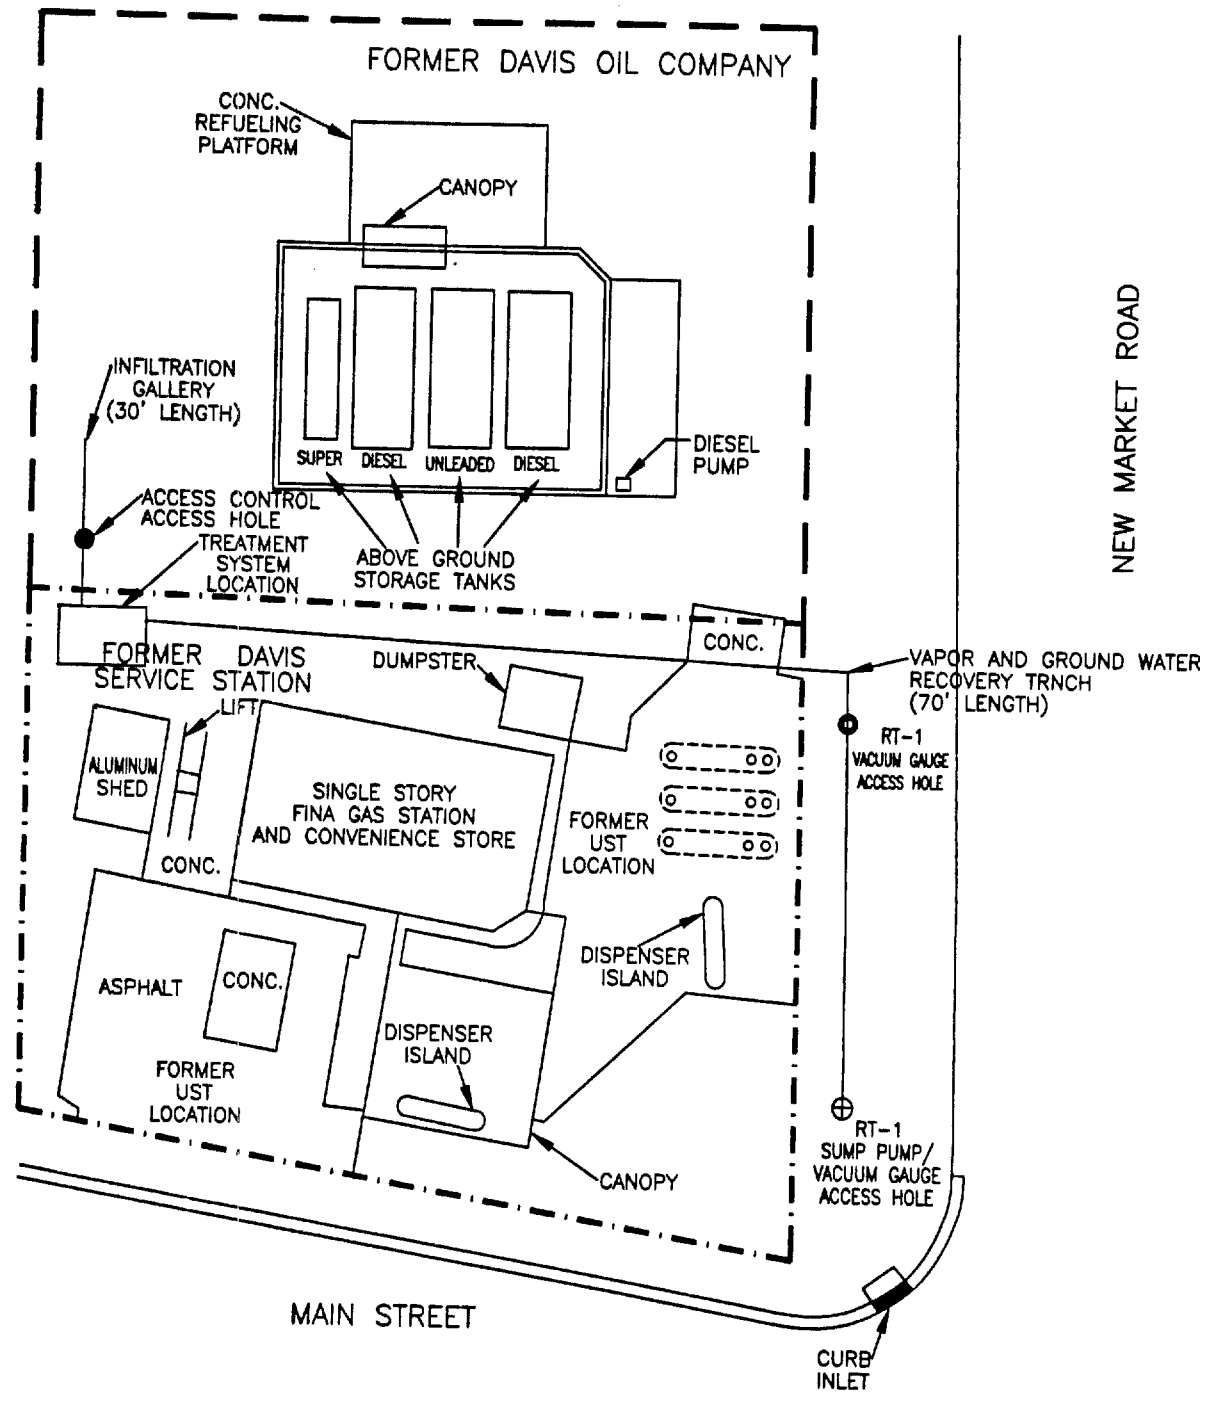 FORMER DAVIS OIL COMPANY
CONC.
REFUELING
PLATFORM
CANOPY
INFILTRATION
GALLERY
(30' LENGTH)
SUPER
DIESEL
UNLEADED
DIESEL
DIESEL
PUMP
NEW MARKET ROAD
ACCESS CONTROL
ACCESS HOLE
TREATMENT
SYSTEM
LOCATION
ABOVE GROUND
STORAGE TANKS
CONC.
FORMER DAVIS
SERVICE STATION
DUMPSTER
VAPOR AND GROUND WATER
RECOVERY TRNCH
(70' LENGTH)
LIFT
RT-1
VACUUM GAUGE
ACCESS HOLE
ALUMINUM
SHED
SINGLE STORY
FINA GAS STATION
AND CONVENIENCE STORE
FORMER
UST
LOCATION
CONC.
DISPENSER
ISLAND
ASPHALT
CONC.
DISPENSER
ISLAND
FORMER
UST
LOCATION
RT-1
SUMP PUMP/
VACUUM GAUGE
ACCESS HOLE
CANOPY
MAIN STREET
CURB
INLET